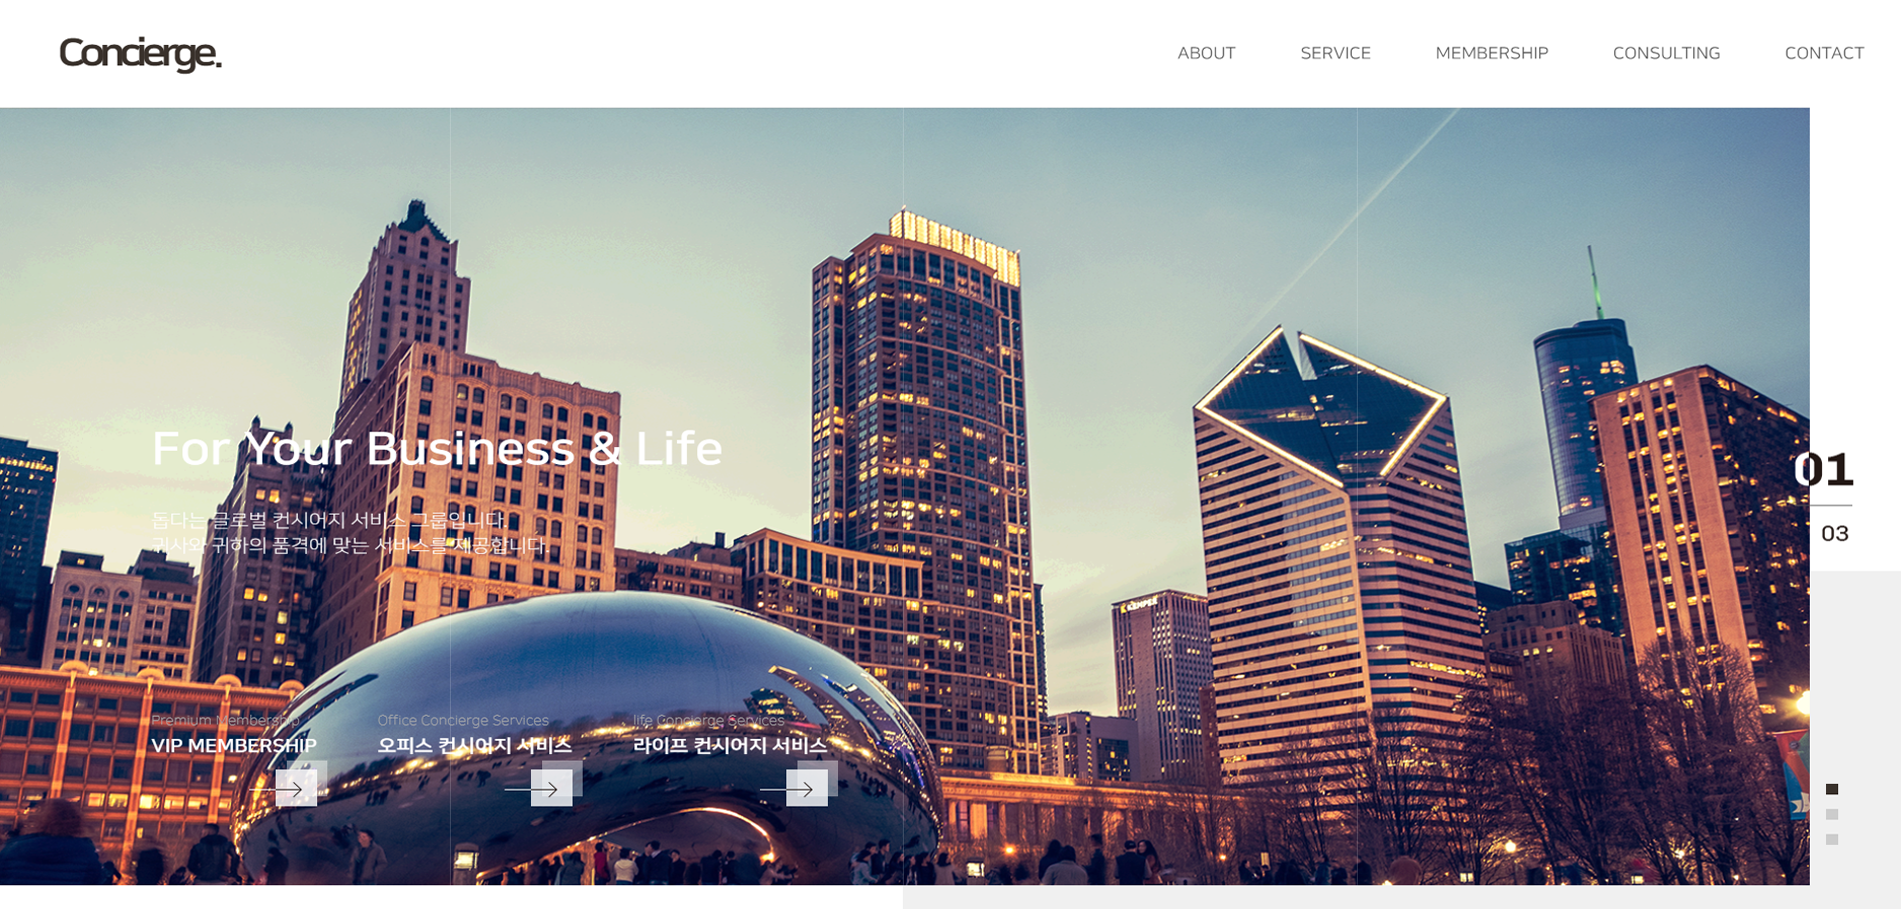 Concierge.
ABOUT SERVICE MEMBERSHIP CONSULTING CONTACT
For Your Business & Life
돕다는 글로벌 컨시어지 서비스 그룹입니다.
귀사와 귀하의 품격에 맞는 서비스를 제공합니다.
01
03
KEMPER
Premium Membership
VIP MEMBERSHIP
Office Concierge Services
오피스 컨시어지 서비스
life Concierge Services
라이프 컨시어지 서비스